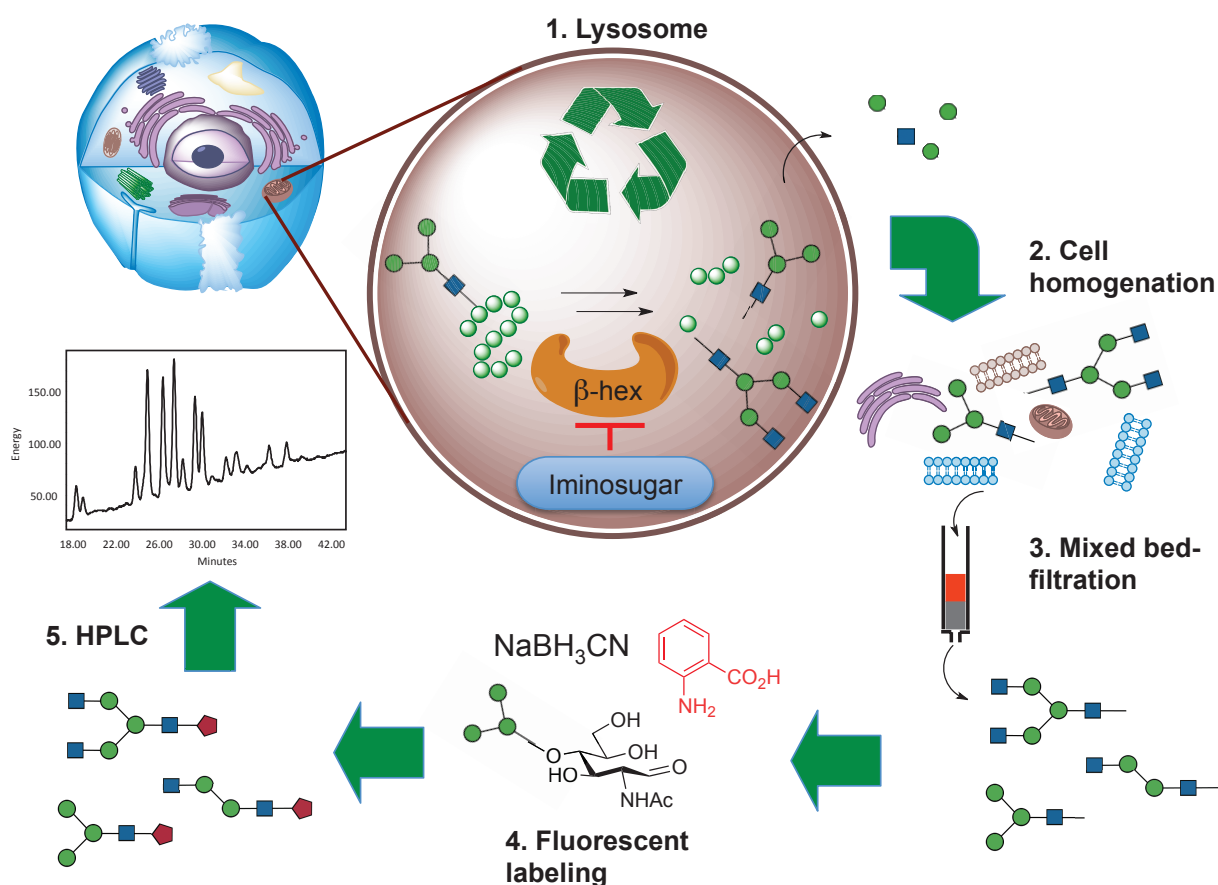 1. Lysosome
β-hex
Iminosugar
2. Cell
homogenation
3. Mixed bed-
filtration
NaBH₃CN
CO₂H
NH₂
OH
O
OH
HO
O
NHAc
4. Fluorescent
labeling
5. HPLC
150.00
100.00
50.00
Energy
18.00 22.00 26.00 30.00 34.00 38.00 42.00
Minutes